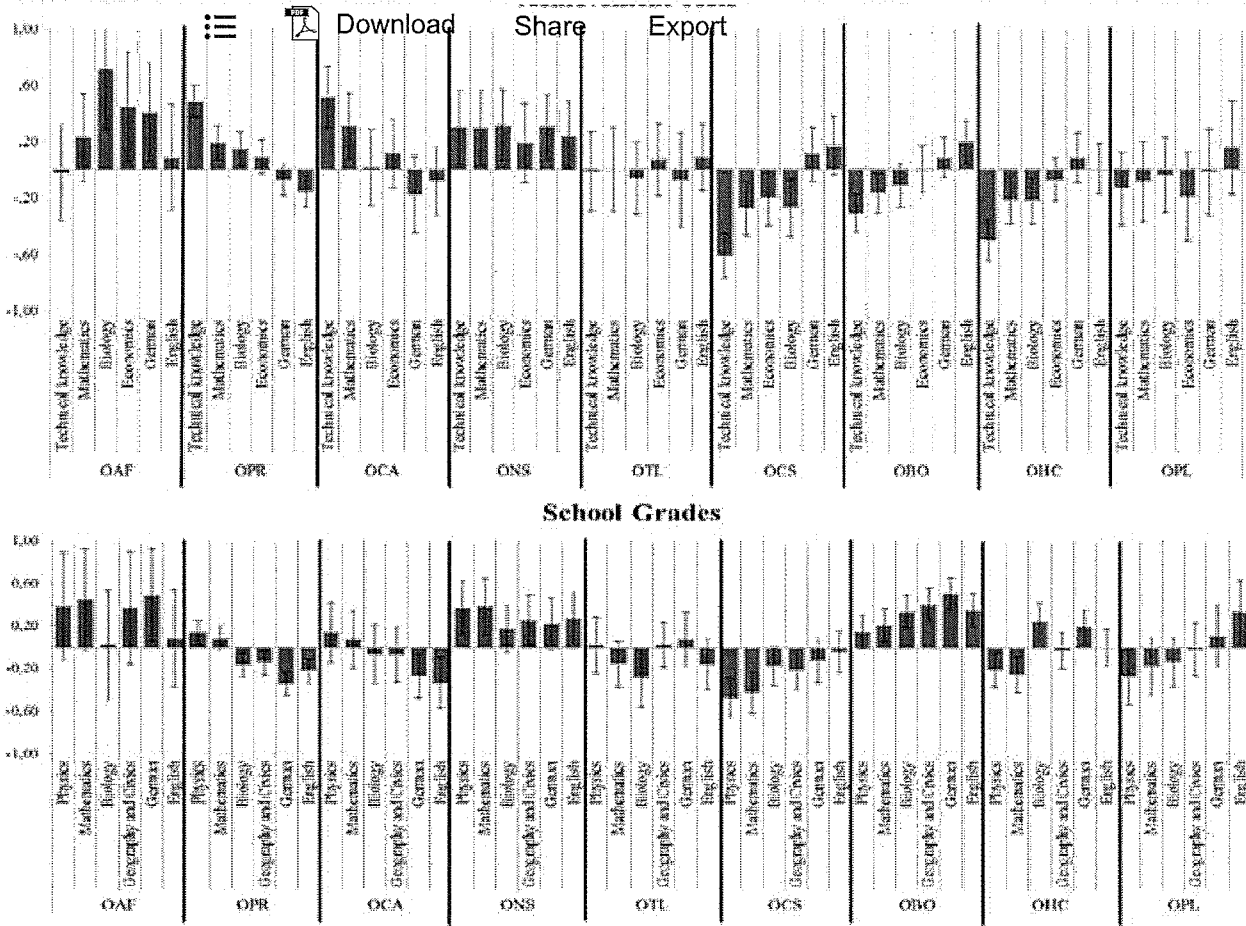 PDF Download Share Export
1,00
,60
,20
-,20
-,60
-1,00
Technical knowledge Mathematics Biology Economics German English Technical knowledge Mathematics Biology Economics German English Technical knowledge Mathematics Biology Economics German English Technical knowledge Mathematics Biology Economics German English Technical knowledge Mathematics Biology Economics German English Technical knowledge Mathematics Biology Economics German English Technical knowledge Mathematics Biology Economics German English Technical knowledge Mathematics Biology Economics German English Technical knowledge Mathematics Biology Economics German English
OAF OPR OCA ONS OTL OCS OBO OHC OPL
School Grades
1,00
0,60
0,20
-0,20
-0,60
-1,00
Physics Mathematics Biology Geography and Civics German English Physics Mathematics Biology Geography and Civics German English Physics Mathematics Biology Geography and Civics German English Physics Mathematics Biology Geography and Civics German English Physics Mathematics Biology Geography and Civics German English Physics Mathematics Biology Geography and Civics German English Physics Mathematics Biology Geography and Civics German English Physics Mathematics Biology Geography and Civics German English Physics Mathematics Biology Geography and Civics German English
OAF OPR OCA ONS OTL OCS OBO OHC OPL